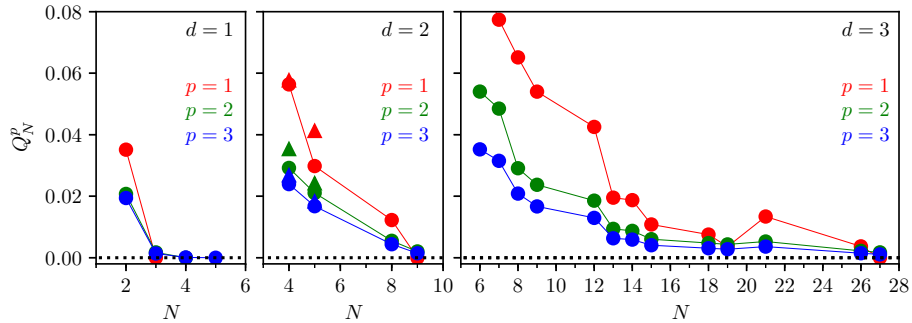 0.08
0.06
0.04
0.02
0.00
Q_N^p
d = 1
p = 1
p = 2
p = 3
2 4 6
N
d = 2
p = 1
p = 2
p = 3
4 6 8 10
N
d = 3
p = 1
p = 2
p = 3
6 8 10 12 14 16 18 20 22 24 26 28
N